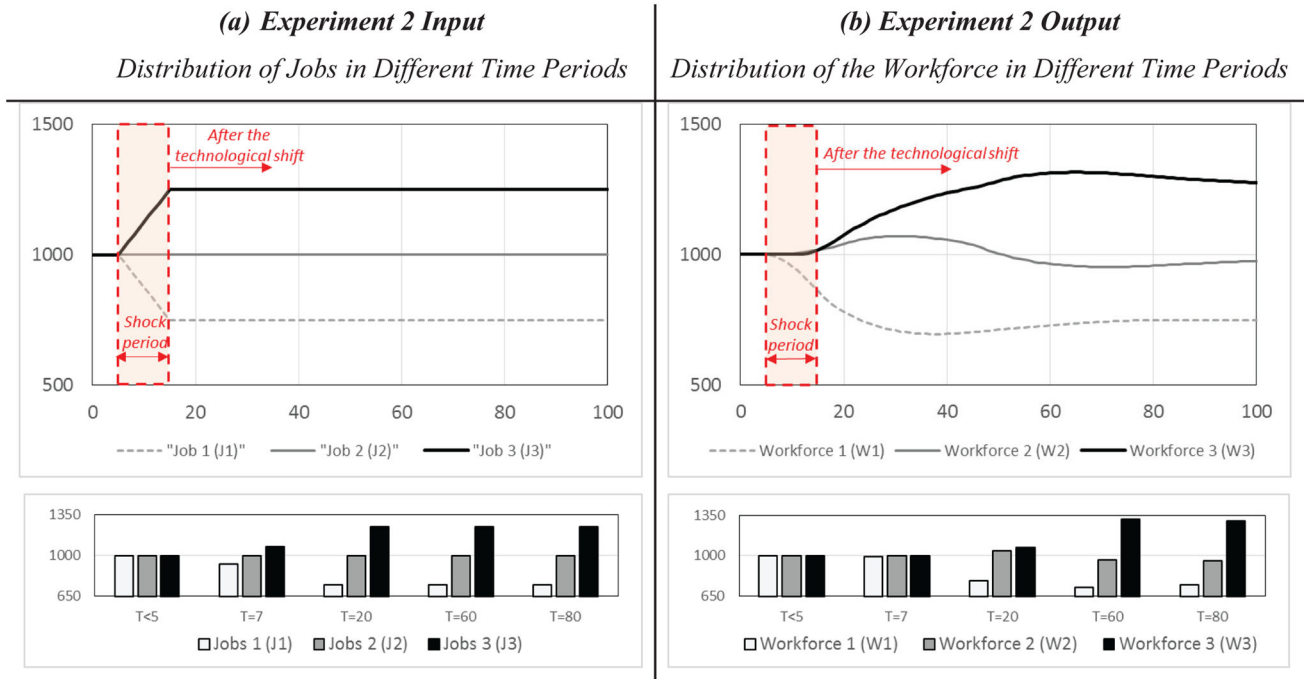 (a) Experiment 2 Input
Distribution of Jobs in Different Time Periods
1500
After the
technological shift
1000
Shock
period
500
0 20 40 60 80 100
"Job 1 (J1)" "Job 2 (J2)" "Job 3 (J3)"
1350
1000
650
T<5 T=7 T=20 T=60 T=80
Jobs 1 (J1) Jobs 2 (J2) Jobs 3 (J3)
(b) Experiment 2 Output
Distribution of the Workforce in Different Time Periods
1500
After the technological shift
1000
Shock
period
500
0 20 40 60 80 100
Workforce 1 (W1) Workforce 2 (W2) Workforce 3 (W3)
1350
1000
650
T<5 T=7 T=20 T=60 T=80
Workforce 1 (W1) Workforce 2 (W2) Workforce 3 (W3)